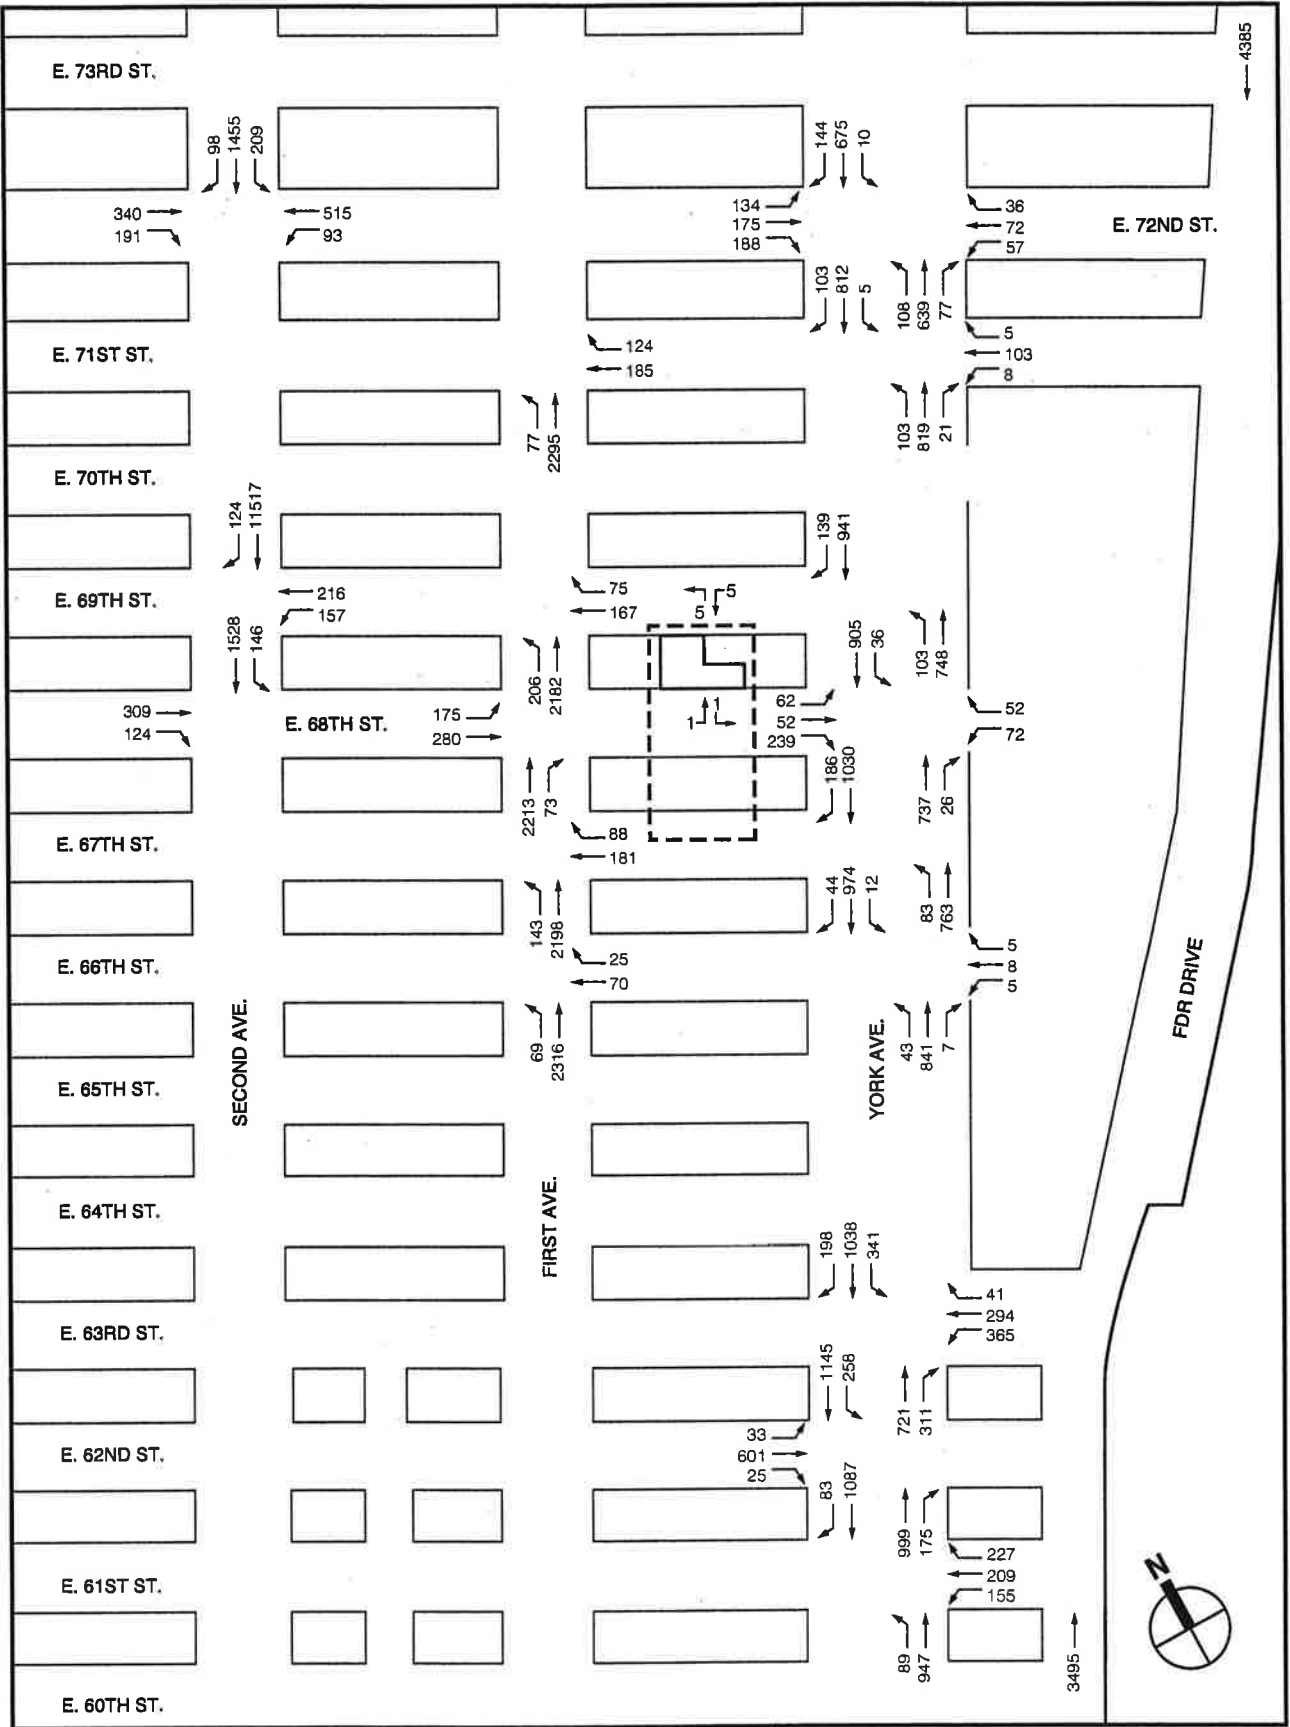 4385
E. 73RD ST.
98 1455 209
144 675 10
340
191
515
93
134
175
188
36
72
57
E. 72ND ST.
103 812 5
108 639 77
E. 71ST ST.
124
185
5
103
8
77 2295
103 819 21
E. 70TH ST.
124 11517
139 941
E. 69TH ST.
216
157
75
167
5
5
1528 146
206 2182
905 36
103 748
309
124
E. 68TH ST.
175
280
1
1
62
52
239
52
72
2213 73
186 1030
737 26
E. 67TH ST.
88
181
143 2198
44 974 12
83 763
E. 66TH ST.
25
70
5
8
5
FDR DRIVE
SECOND AVE.
69 2316
YORK AVE.
43 841 7
E. 65TH ST.
E. 64TH ST.
FIRST AVE.
198 1038 341
E. 63RD ST.
41
294
365
1145 258
721 311
E. 62ND ST.
33
601
25
83 1087
999 175
E. 61ST ST.
227
209
155
N
89 947
3495
E. 60TH ST.